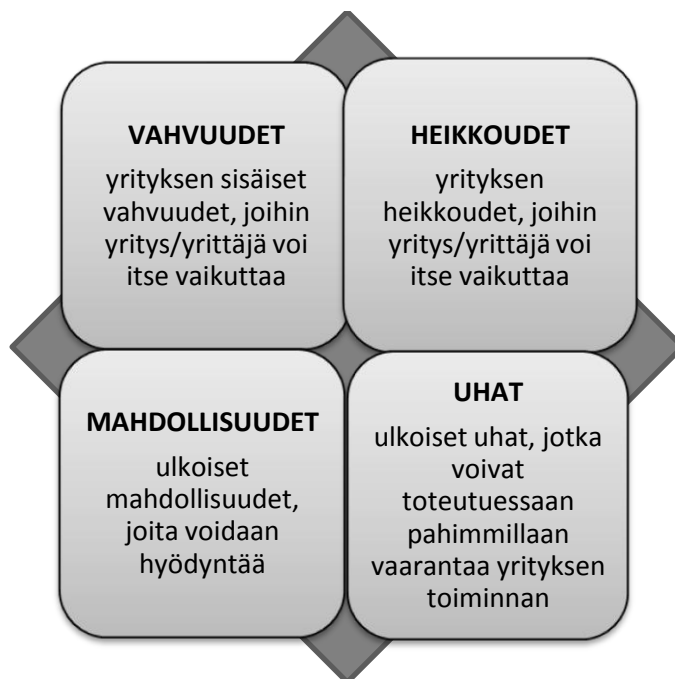 VAHVUUDET
yrityksen sisäiset
vahvuudet, joihin
yritys/yrittäjä voi
itse vaikuttaa
HEIKKOUDET
yrityksen
heikkoudet, joihin
yritys/yrittäjä voi
itse vaikuttaa
MAHDOLLISUUDET
ulkoiset
mahdollisuudet,
joita voidaan
hyödyntää
UHAT
ulkoiset uhat, jotka
voivat
toteutuessaan
pahimmillaan
vaarantaa yrityksen
toiminnan